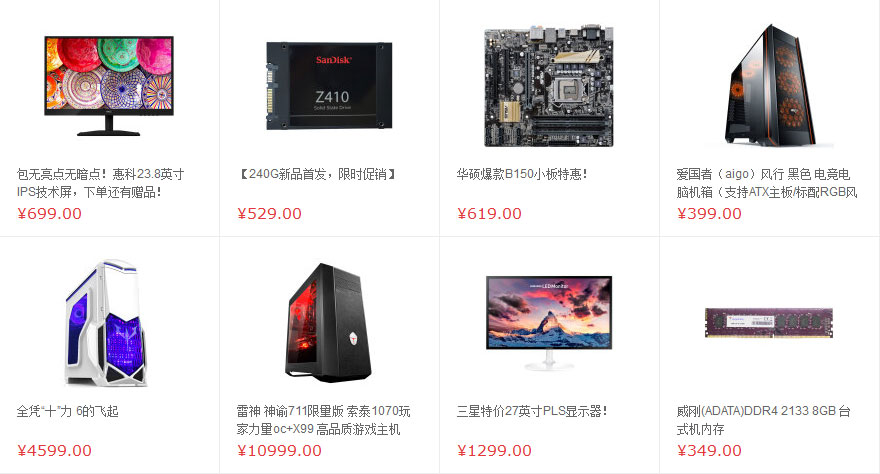 SanDisk
Z410
Solid State Drive
包无亮点无暗点！惠科23.8英寸
IPS技术屏，下单还有赠品！
¥699.00
【240G新品首发，限时促销】
¥529.00
华硕爆款B150小板特惠！
¥619.00
爱国者（aigo）风行 黑色 电竞电
脑机箱（支持ATX主板/标配RGB风
¥399.00
LEDMonitor
全凭“十”力 6的飞起
¥4599.00
雷神 神谕711限量版 索泰1070玩
家力量oc+X99 高品质游戏主机
¥10999.00
三星特价27英寸PLS显示器！
¥1299.00
威刚(ADATA)DDR4 2133 8GB 台
式机内存
¥349.00